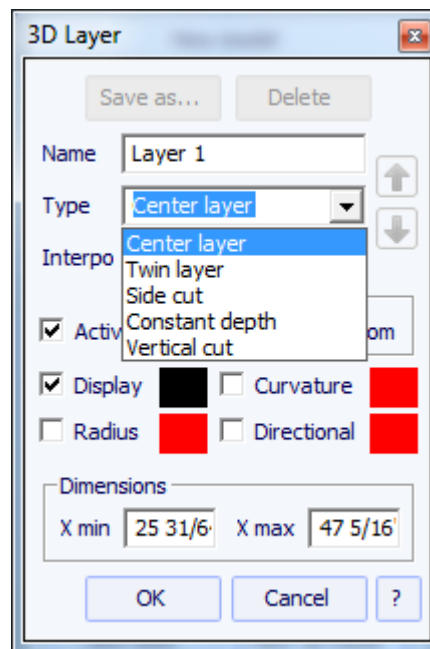 3D Layer
Save as... Delete
Name Layer 1
Type Center layer
Center layer
Interpo
Twin layer
Side cut
Constant depth
Activ om
Vertical cut
Display Curvature
Radius Directional
Dimensions
X min 25 31/6 X max 47 5/16"
OK Cancel ?